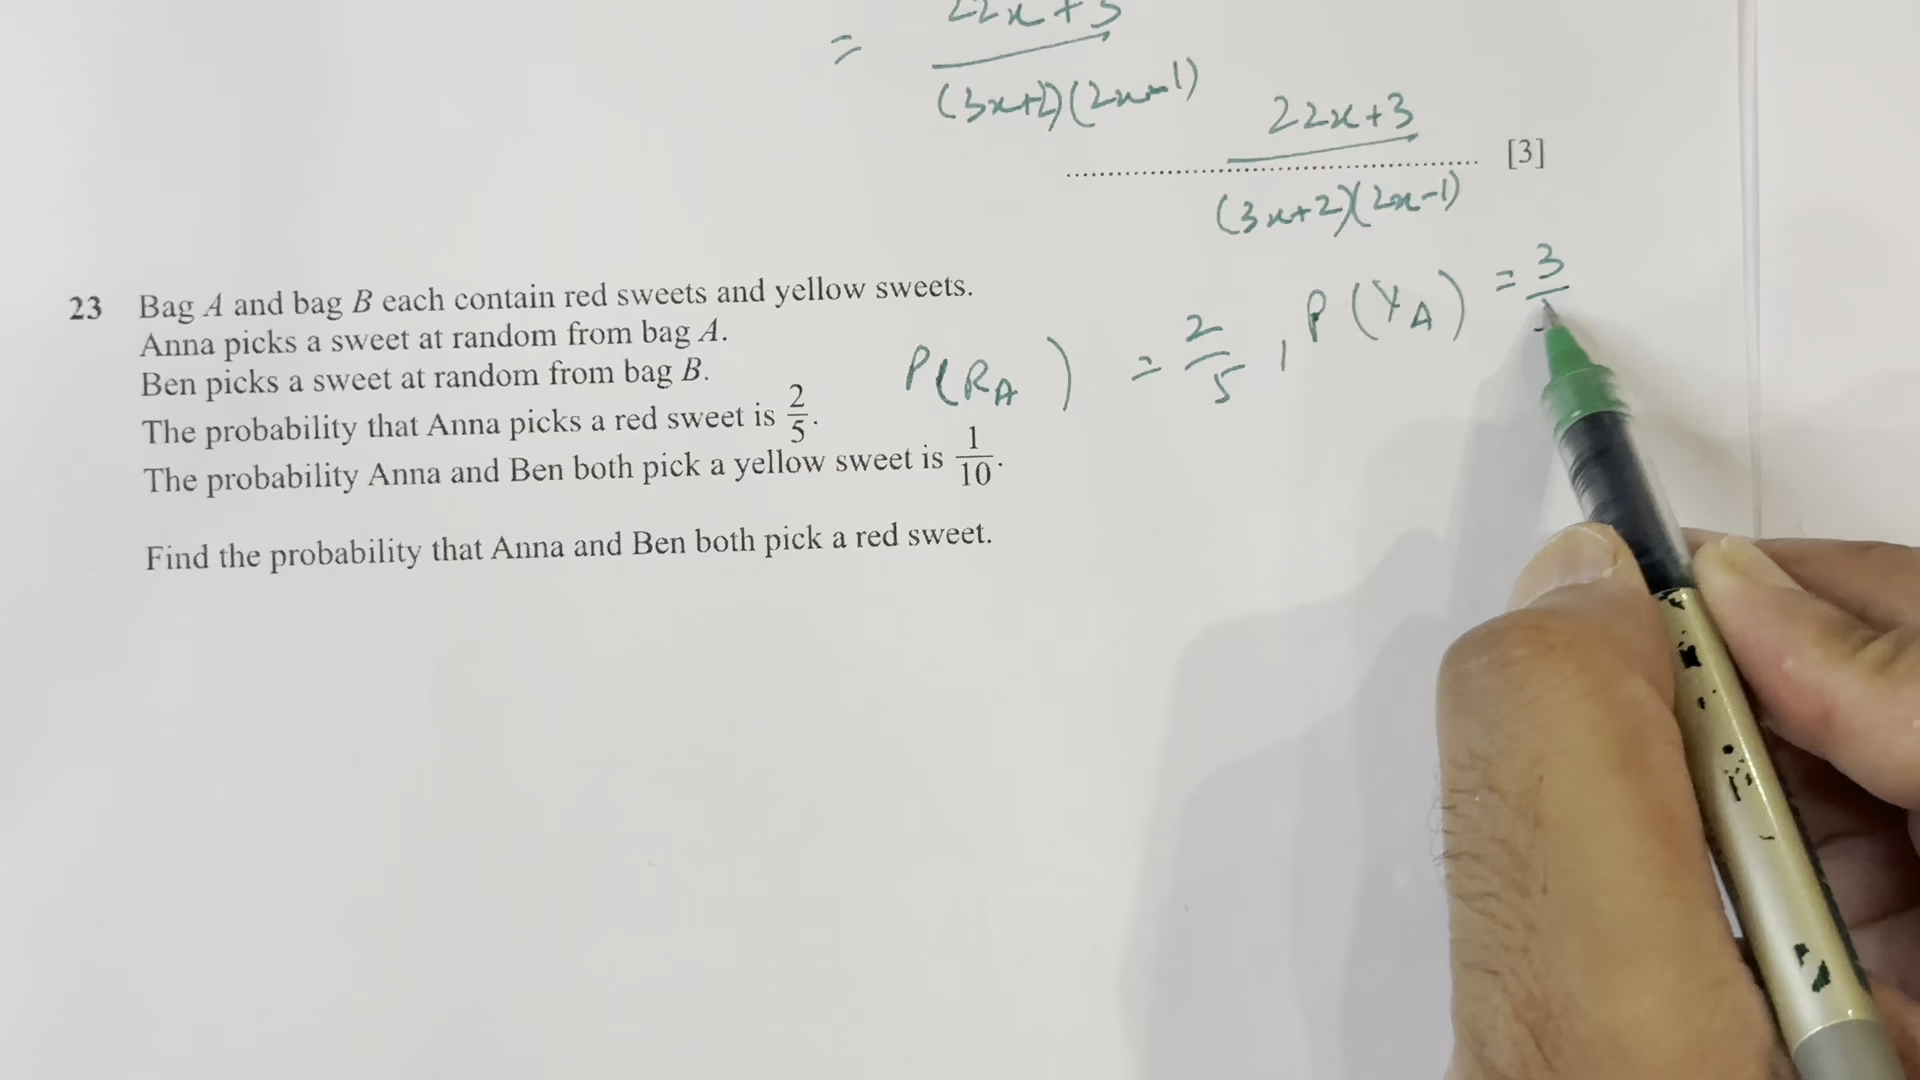 = 22x + 3
(3x+2)(2x-1)
22x+3
[3]
(3x+2)(2x-1)
23 Bag A and bag B each contain red sweets and yellow sweets.
Anna picks a sweet at random from bag A.
Ben picks a sweet at random from bag B.
The probability that Anna picks a red sweet is 2/5.
The probability Anna and Ben both pick a yellow sweet is 1/10.
Find the probability that Anna and Ben both pick a red sweet.
P(R_A) = 2/5, P(Y_A) = 3/